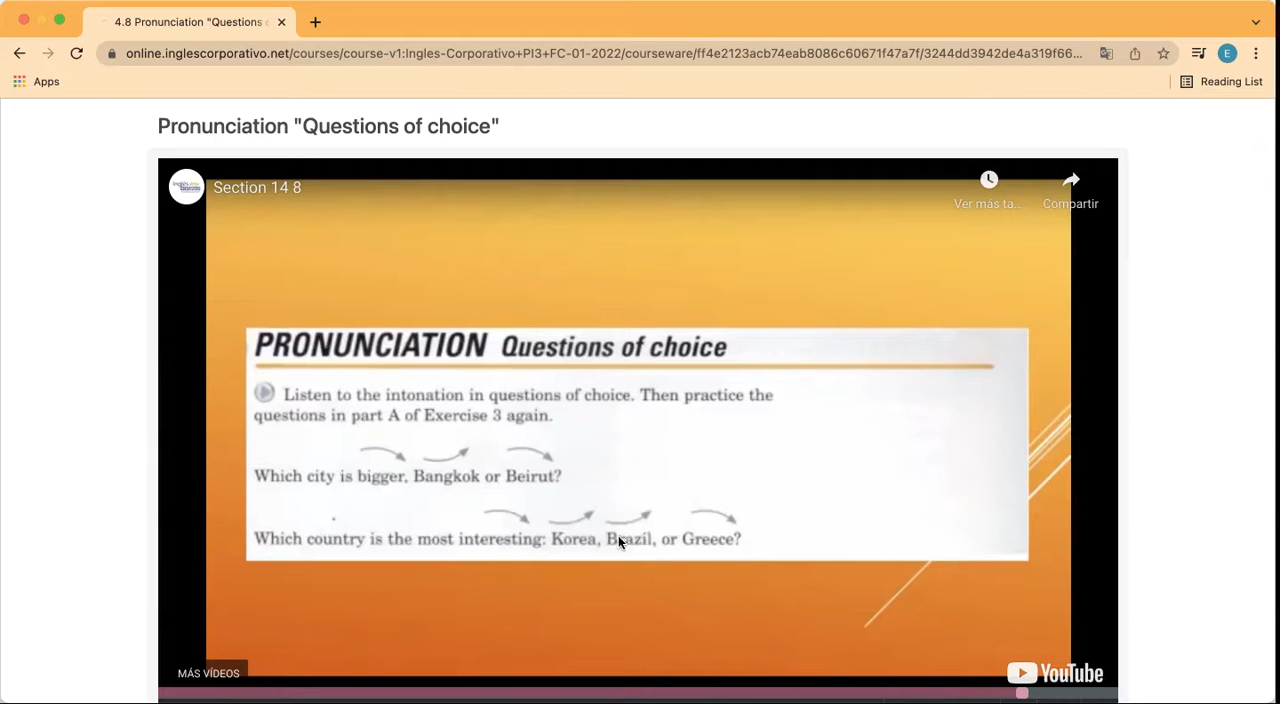 4.8 Pronunciation "Questions
online.inglescorporativo.net/courses/course-v1:Ingles-Corporativo+PI3+FC-01-2022/courseware/ff4e2123acb74eab8086c60671f47a7f/3244dd3942de4a319f66...
E
Apps
Reading List
Pronunciation "Questions of choice"
Section 14 8
Ver más ta...
Compartir
PRONUNCIATION Questions of choice
Listen to the intonation in questions of choice. Then practice the
questions in part A of Exercise 3 again.
Which city is bigger, Bangkok or Beirut?
Which country is the most interesting: Korea, Brazil, or Greece?
MÁS VÍDEOS
YouTube